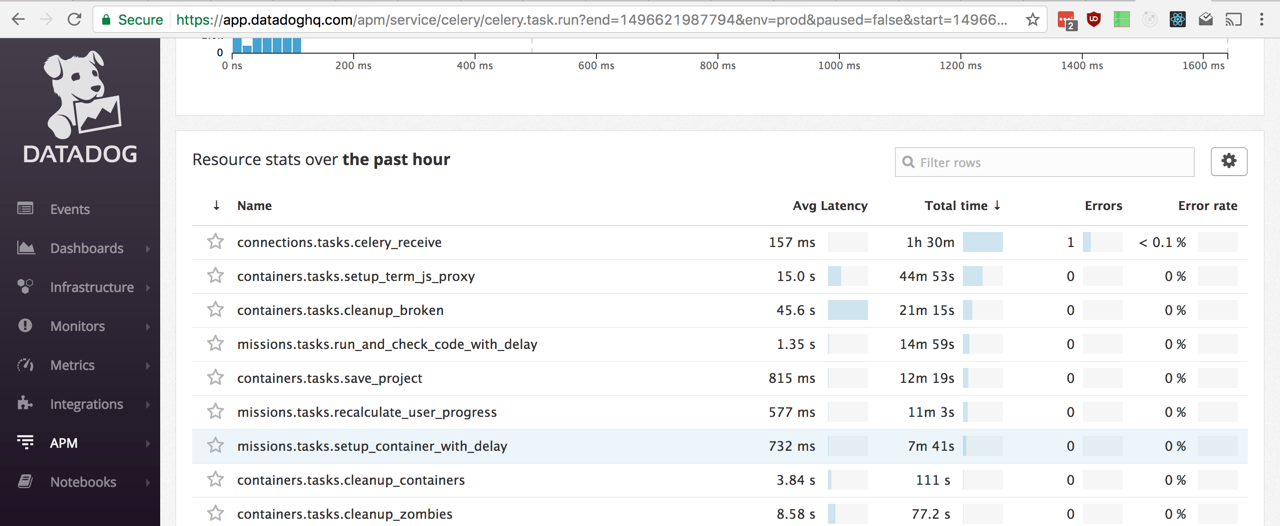 Secure https://app.datadoghq.com/apm/service/celery/celery.task.run?end=1496621987794&env=prod&paused=false&start=14966...
2
0
0 ns 200 ms 400 ms 600 ms 800 ms 1000 ms 1200 ms 1400 ms 1600 ms
DATADOG
Events
Dashboards
Infrastructure
Monitors
Metrics
Integrations
APM
Notebooks
Resource stats over the past hour
Filter rows
↓ Name Avg Latency Total time ↓ Errors Error rate
connections.tasks.celery_receive 157 ms 1h 30m 1 < 0.1 %
containers.tasks.setup_term_js_proxy 15.0 s 44m 53s 0 0 %
containers.tasks.cleanup_broken 45.6 s 21m 15s 0 0 %
missions.tasks.run_and_check_code_with_delay 1.35 s 14m 59s 0 0 %
containers.tasks.save_project 815 ms 12m 19s 0 0 %
missions.tasks.recalculate_user_progress 577 ms 11m 3s 0 0 %
missions.tasks.setup_container_with_delay 732 ms 7m 41s 0 0 %
containers.tasks.cleanup_containers 3.84 s 111 s 0 0 %
containers.tasks.cleanup_zombies 8.58 s 77.2 s 0 0 %